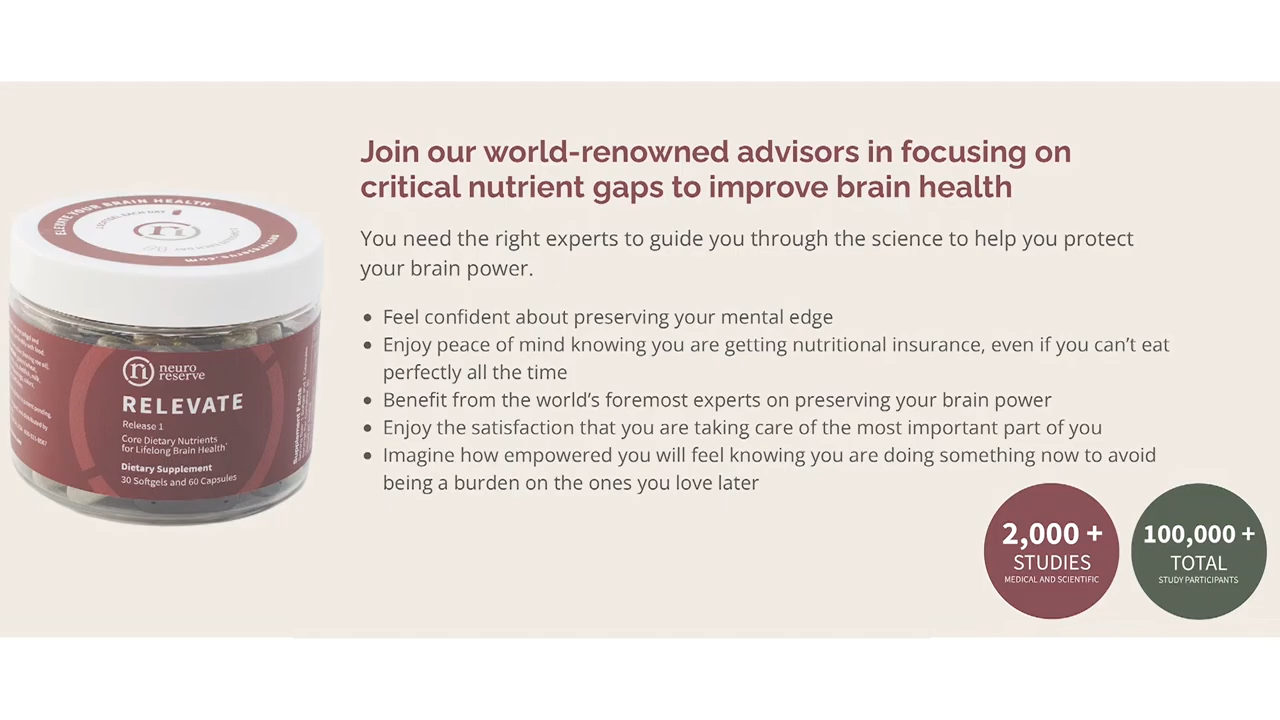 Join our world-renowned advisors in focusing on
critical nutrient gaps to improve brain health
You need the right experts to guide you through the science to help you protect
your brain power.
• Feel confident about preserving your mental edge
• Enjoy peace of mind knowing you are getting nutritional insurance, even if you can't eat
perfectly all the time
• Benefit from the world's foremost experts on preserving your brain power
• Enjoy the satisfaction that you are taking care of the most important part of you
• Imagine how empowered you will feel knowing you are doing something now to avoid
being a burden on the ones you love later
ELEVATE YOUR BRAIN HEALTH
n
neuro
reserve
RELEVATE
Release 1
Core Dietary Nutrients
for Lifelong Brain Health*
Dietary Supplement
30 Softgels and 60 Capsules
Supplement Facts
2,000 +
STUDIES
MEDICAL AND SCIENTIFIC
100,000 +
TOTAL
STUDY PARTICIPANTS